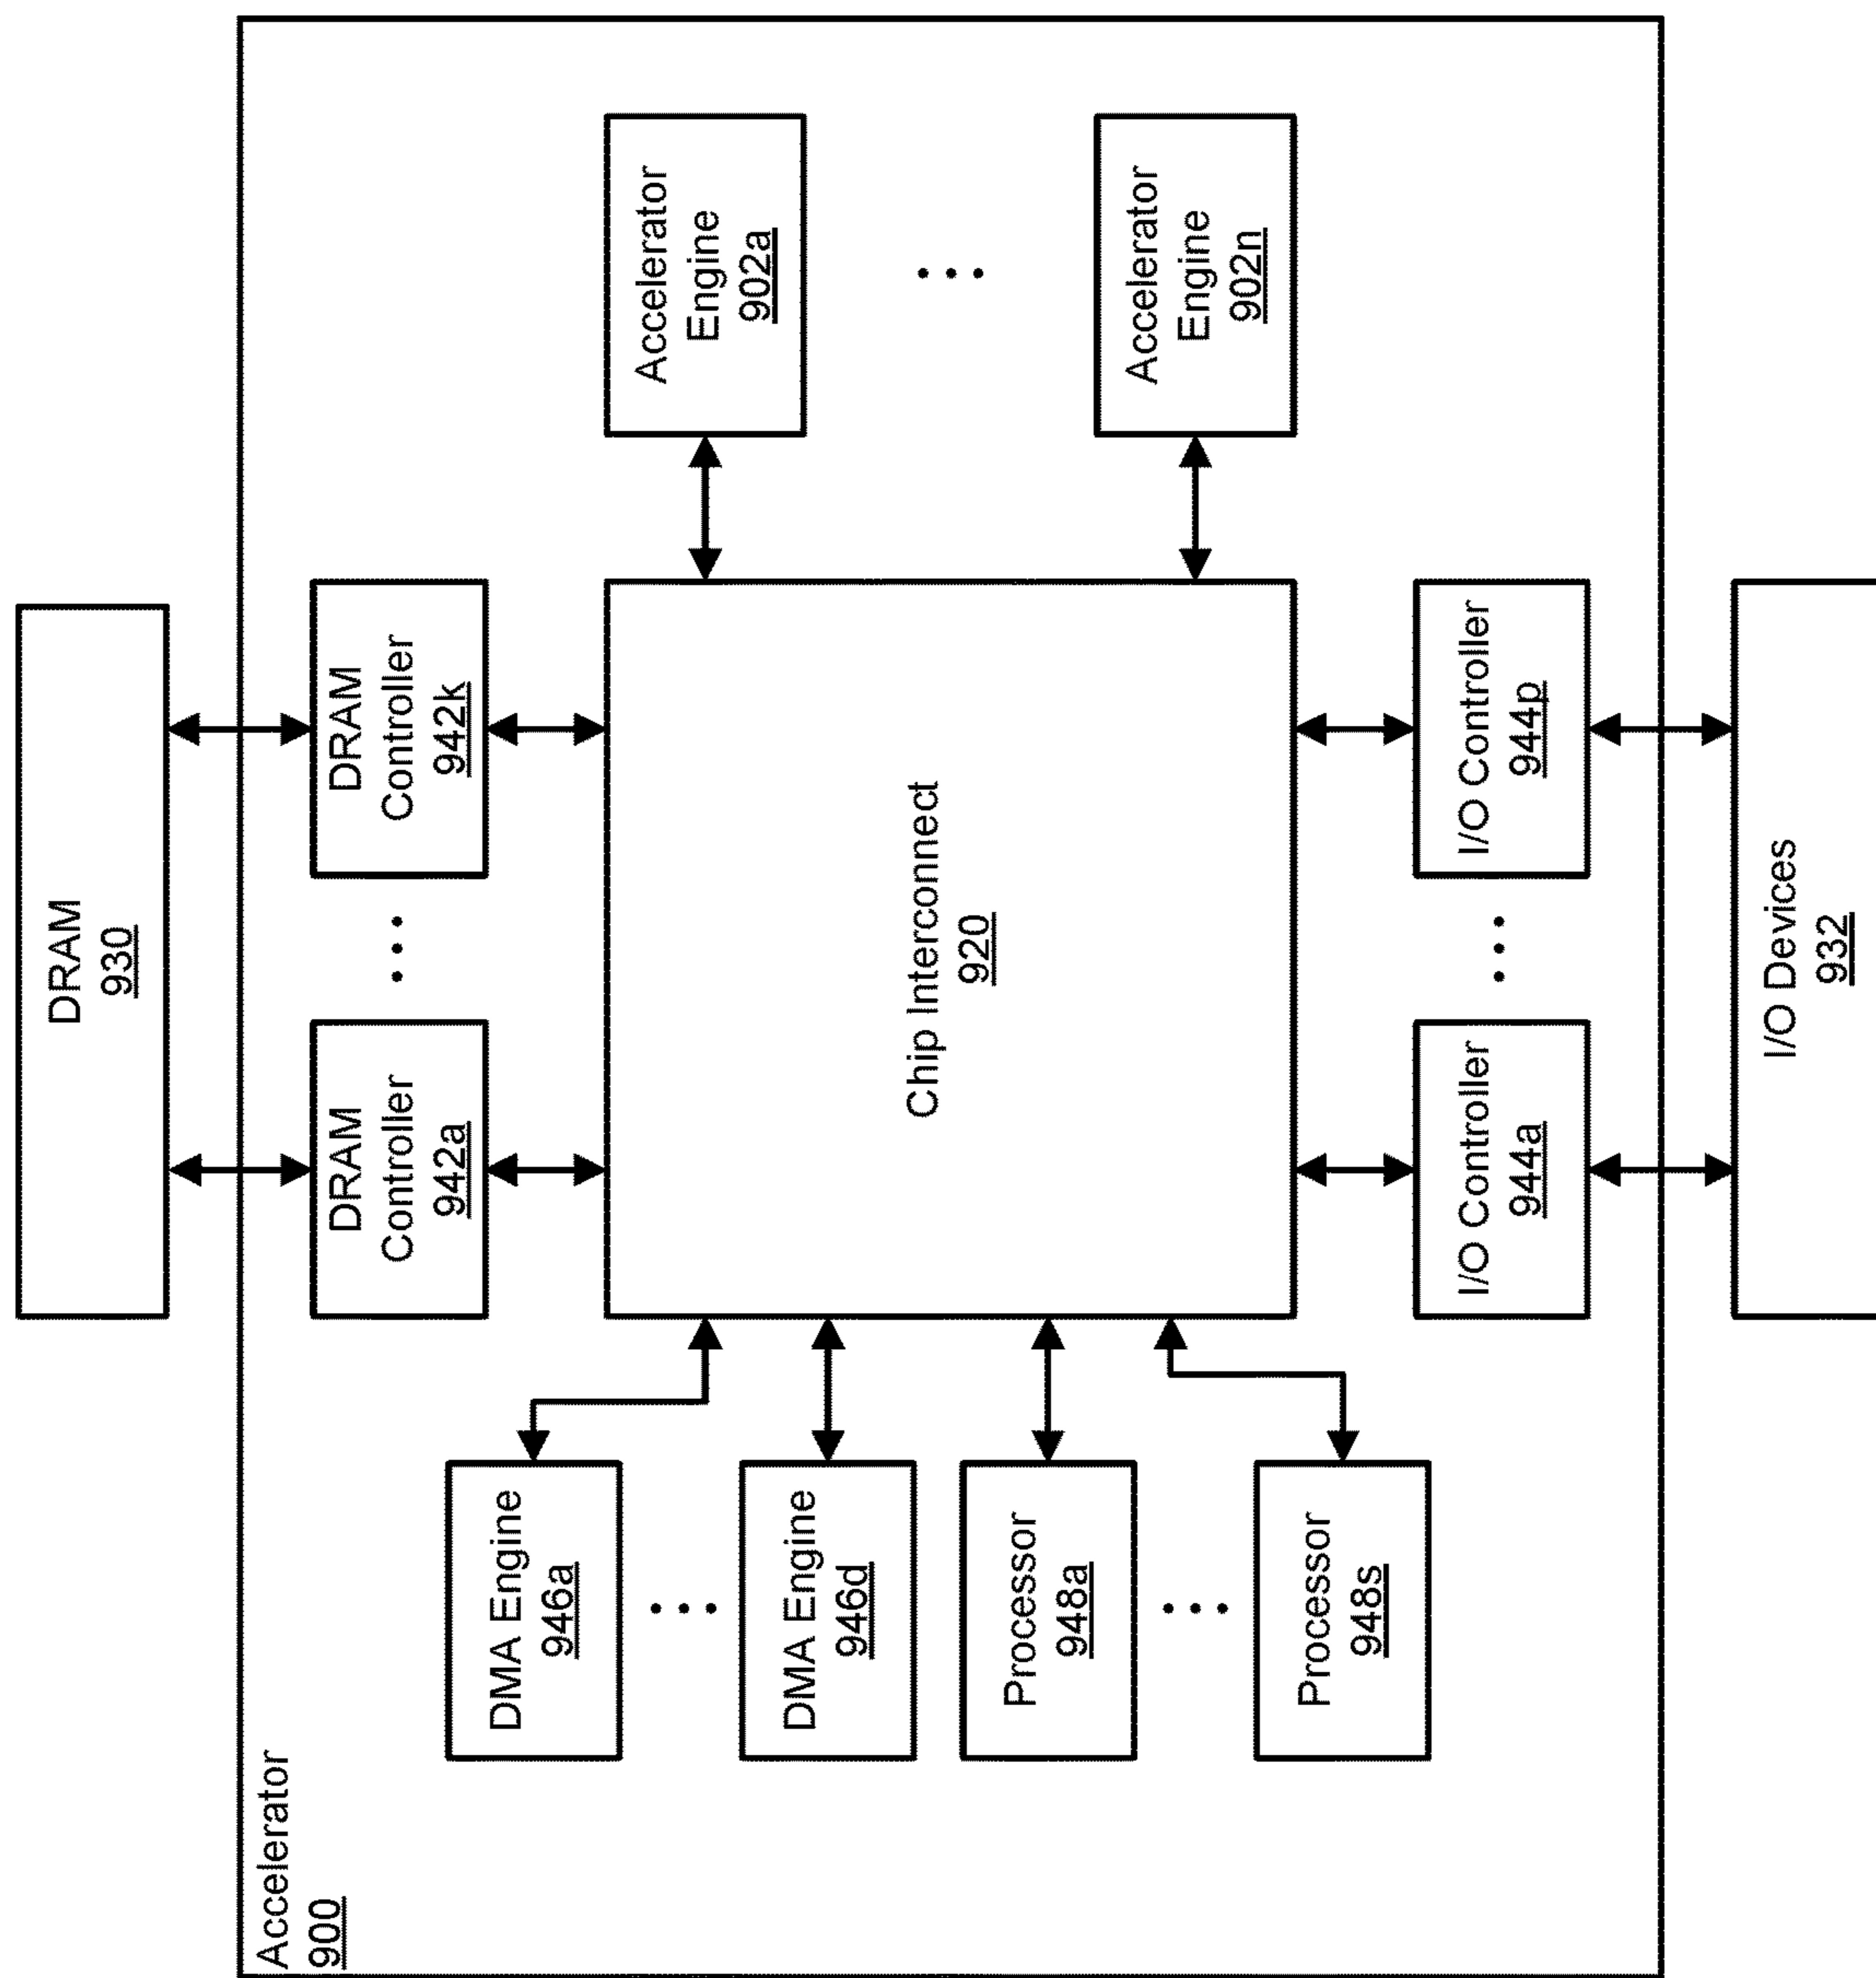 Accelerator
900
DRAM
930
DRAM
Controller
942a
...
DRAM
Controller
942k
DMA Engine
946a
...
DMA Engine
946d
Processor
948a
...
Processor
948s
Chip Interconnect
920
Accelerator
Engine
902a
...
Accelerator
Engine
902n
I/O Controller
944a
...
I/O Controller
944p
I/O Devices
932